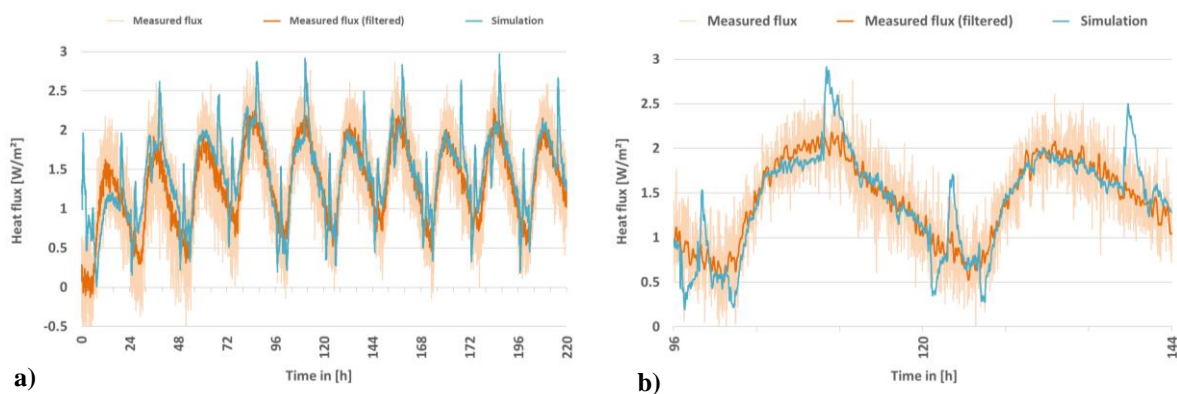 Measured flux Measured flux (filtered) Simulation
3
2.5
2
1.5
1
0.5
0
-0.5
Heat flux [W/m²]
0 24 48 72 96 120 144 168 172 196 220
Time in [h]
a)
Measured flux Measured flux (filtered) Simulation
3
2.5
2
1.5
1
0.5
0
Heat flux [W/m²]
96 120 144
Time in [h]
b)